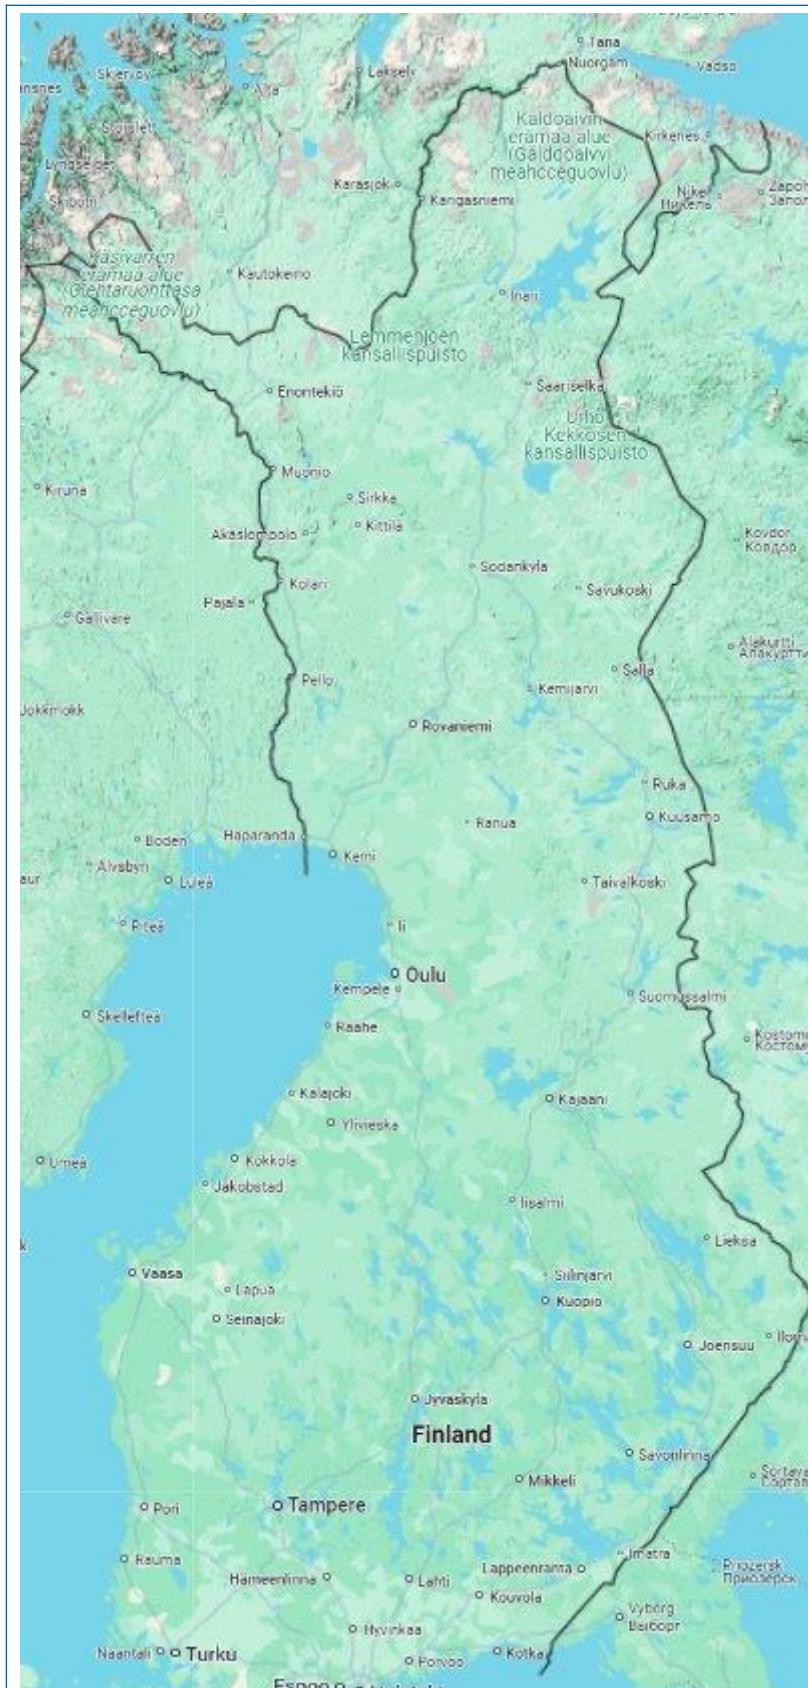 Tana
Nuorgam
Vadsø
Skjervøy
Lakselv
Alta
Storslett
Kaldoaivin
erämaa-alue
(Gálddoaivvi
meahcceguovlu)
Kirkenes
Lyngseidet
Karasjok
Karigasniemi
Nikel
Никель
Skibotn
Käsivarren
erämaa-alue
(Giehtaruohttasa
meahcceguovlu)
Kautokeino
Inari
Lemmenjoen
kansallispuisto
Enontekiö
Saariselkä
Urho
Kekkosen
kansallispuisto
Muonio
Kiruna
Sirkka
Kittilä
Äkäslompolo
Kovdor
Ковдор
Sodankylä
Kolari
Savukoski
Pajala
Gällivare
Alakurtti
Алакуртти
Salla
Pello
Kemijärvi
Jokkmokk
Rovaniemi
Ruka
Kuusamo
Ranua
Haparanda
Boden
Kemi
Älvsbyn
Luleå
Taivalkoski
Piteå
Ii
Oulu
Kempele
Suomussalmi
Skellefteå
Raahe
Kalajoki
Kajaani
Ylivieska
Umeå
Kokkola
Jakobstad
Iisalmi
Lieksa
Vaasa
Siilinjärvi
Lapua
Kuopio
Seinäjoki
Joensuu
Jyväskylä
Finland
Savonlinna
Mikkeli
Tampere
Pori
Imatra
Rauma
Priozersk
Приозерск
Hämeenlinna
Lahti
Lappeenranta
Kouvola
Vyborg
Выборг
Hyvinkää
Naantali
Turku
Porvoo
Kotka
Espoo